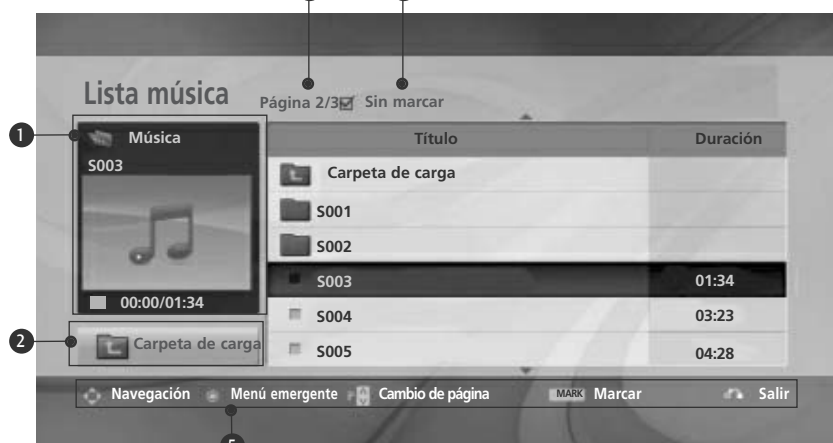 Lista música
Página 2/3 Sin marcar
1
Música
Título Duración
S003
Carpeta de carga
S001
S002
S003 01:34
00:00/01:34
S004 03:23
2
Carpeta de carga
S005 04:28
Navegación Menú emergente P Cambio de página MARK Marcar Salir
5